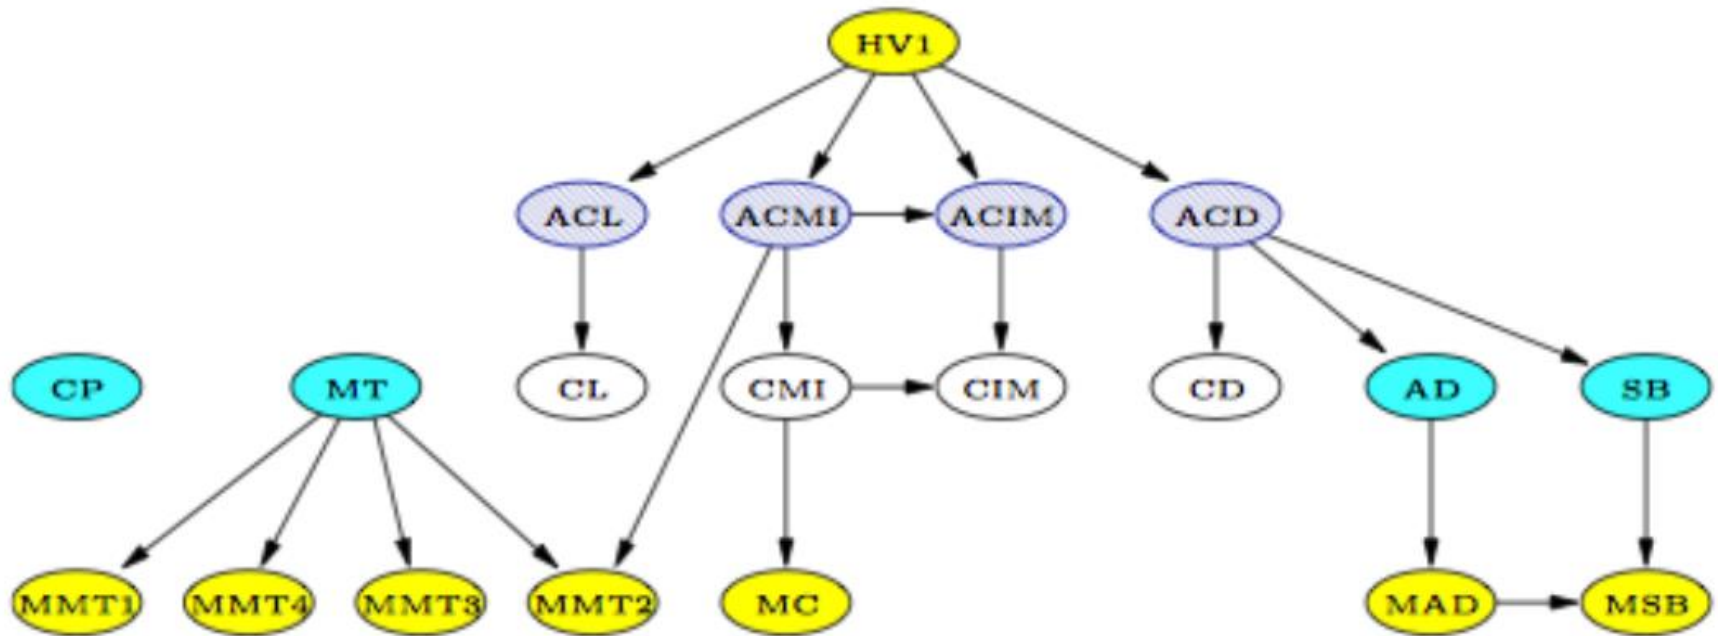 HV1
ACL ACMI ACIM ACD
CP MT CL CMI CIM CD AD SB
MMT1 MMT4 MMT3 MMT2 MC MAD MSB